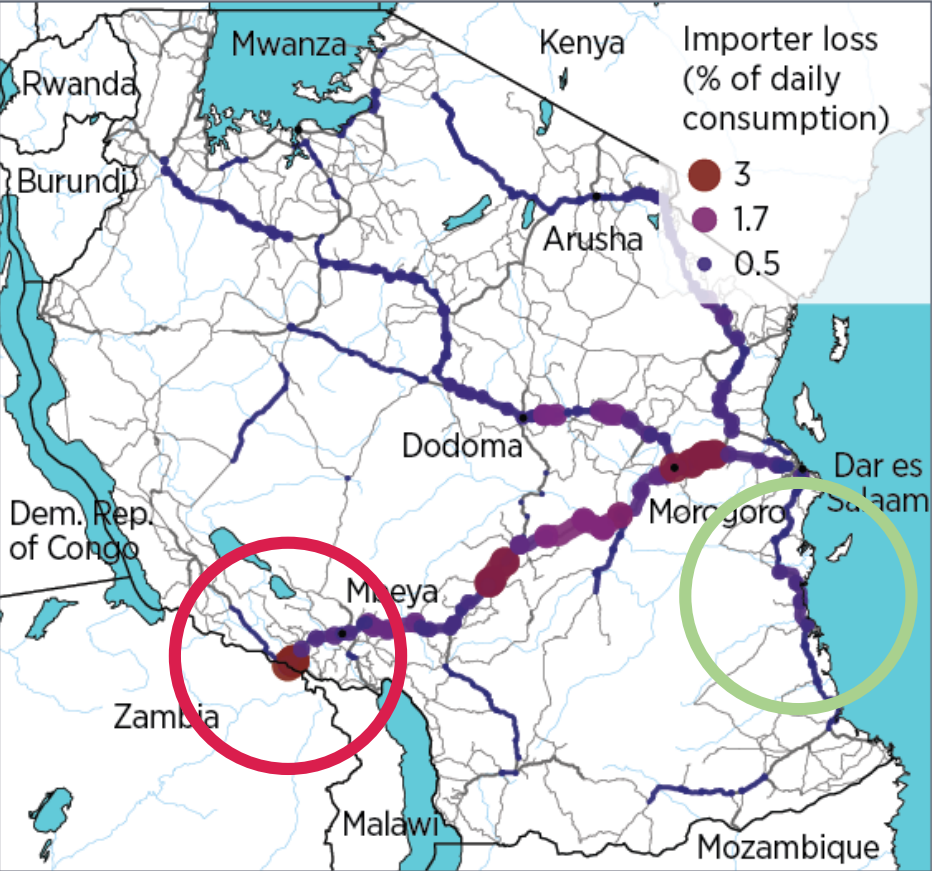 Mwanza
Kenya
Importer loss
(% of daily
consumption)
3
1.7
0.5
Rwanda
Burundi
Arusha
Dodoma
Dar es
Salaam
Morogoro
Dem. Rep.
of Congo
Mbeya
Zambia
Malawi
Mozambique